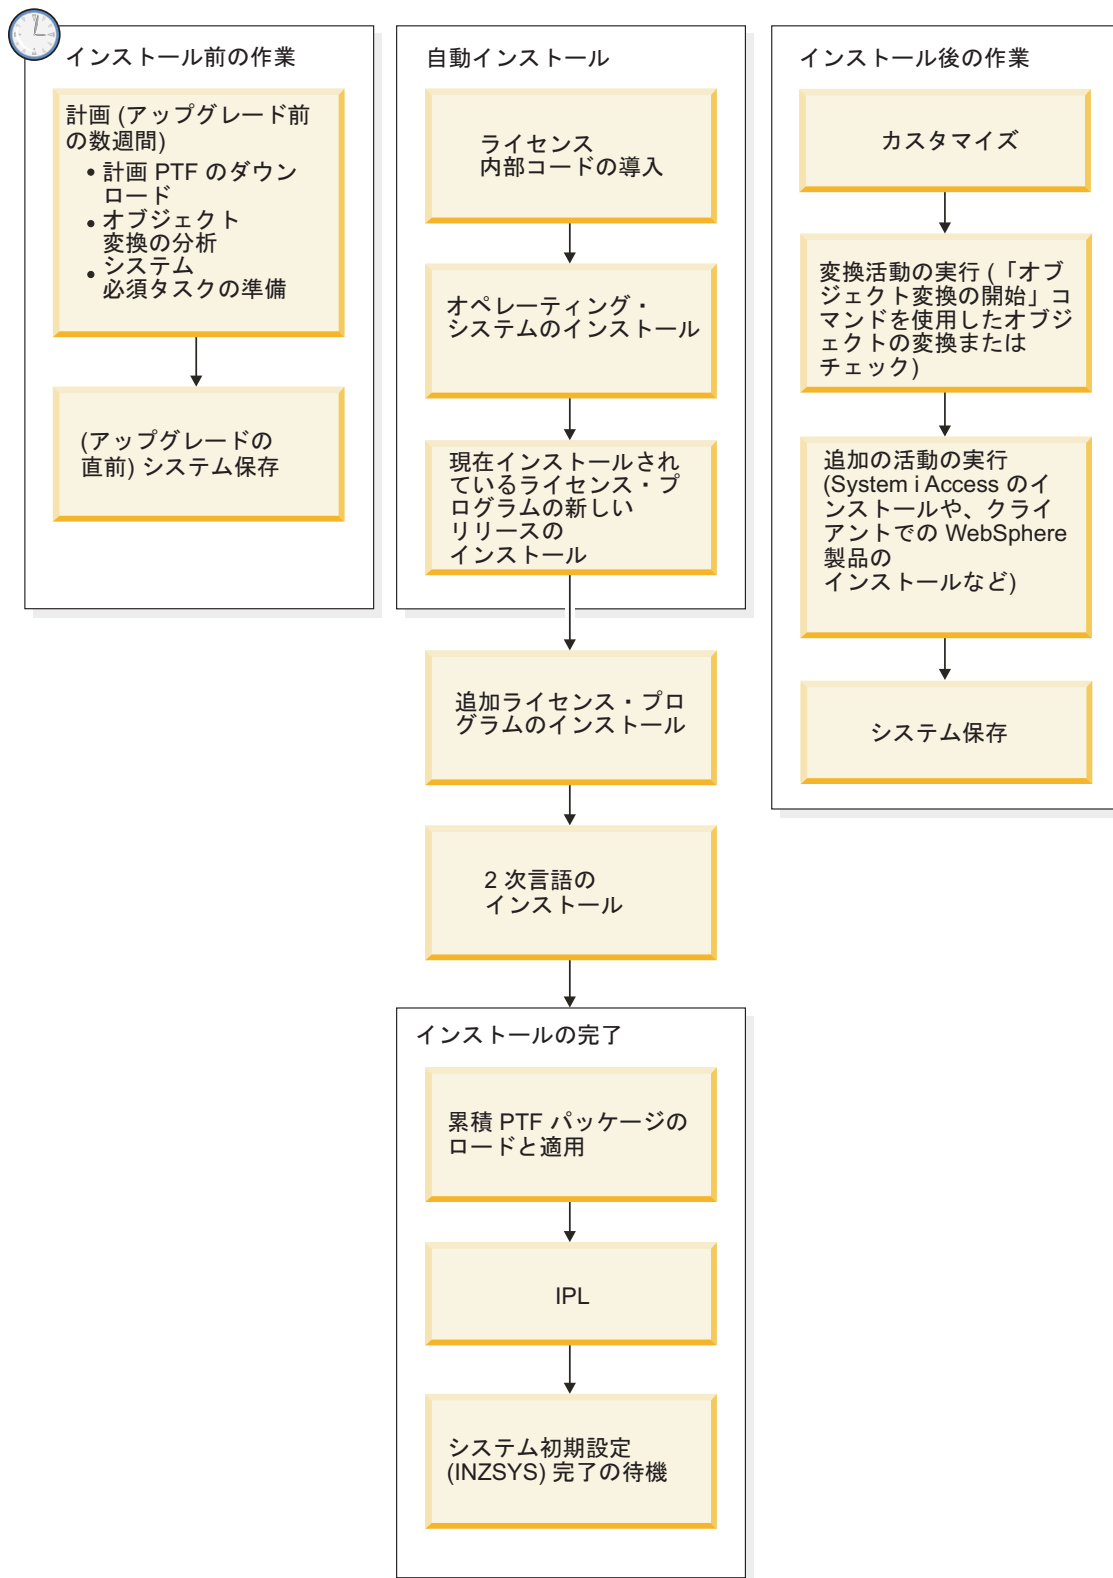 インストール前の作業
計画 (アップグレード前
の数週間)
• 計画 PTF のダウン
ロード
• オブジェクト
変換の分析
• システム
必須タスクの準備
(アップグレードの
直前) システム保存
自動インストール
ライセンス
内部コードの導入
オペレーティング・
システムのインストール
現在インストールされ
ているライセンス・プ
ログラムの新しい
リリースの
インストール
追加ライセンス・プロ
グラムのインストール
2 次言語の
インストール
インストールの完了
累積 PTF パッケージの
ロードと適用
IPL
システム初期設定
(INZSYS) 完了の待機
インストール後の作業
カスタマイズ
変換活動の実行 (「オブ
ジェクト変換の開始」コ
マンドを使用したオブジ
ェクトの変換または
チェック)
追加の活動の実行
(System i Access のイ
ンストールや、クライ
アントでの WebSphere
製品の
インストールなど)
システム保存